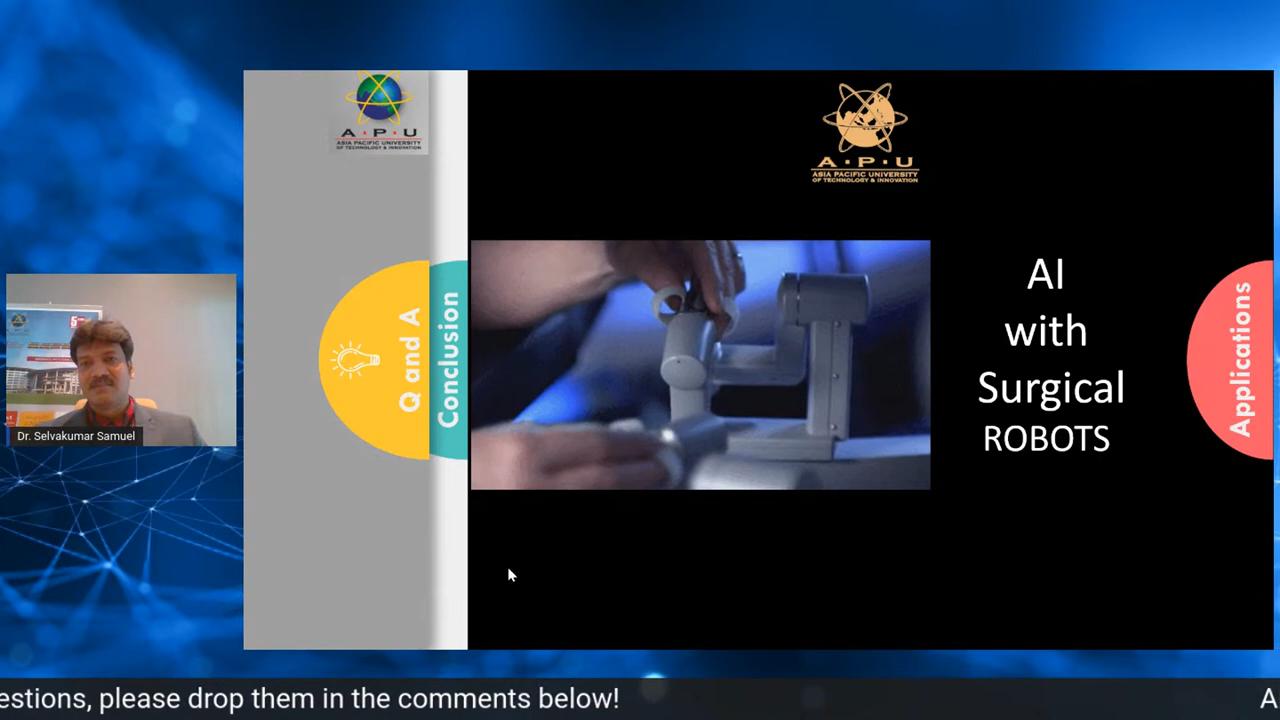 A·P·U
ASIA PACIFIC UNIVERSITY
OF TECHNOLOGY & INNOVATION
A·P·U
ASIA PACIFIC UNIVERSITY
OF TECHNOLOGY & INNOVATION
Q and A
Conclusion
AI
with
Surgical
ROBOTS
Applications
Dr. Selvakumar Samuel
estions, please drop them in the comments below!
A